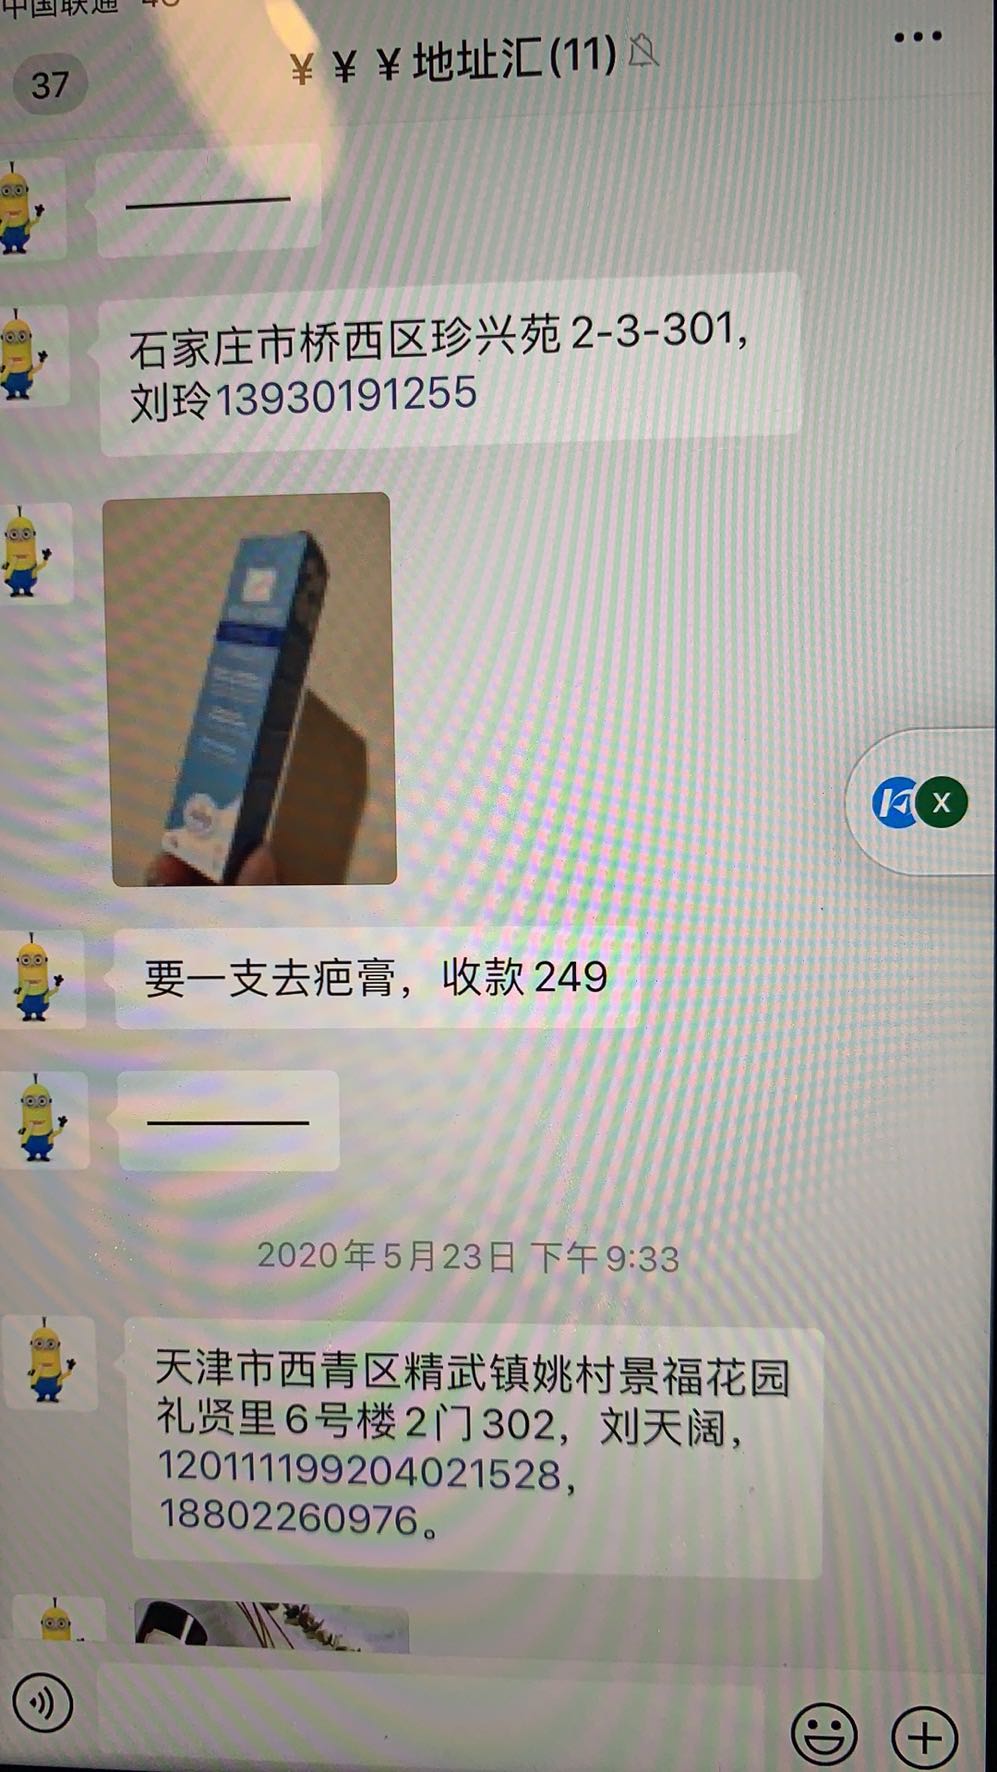 中国联通 4G
37
¥ ¥ ¥地址汇(11)
石家庄市桥西区珍兴苑2-3-301,
刘玲13930191255
X
要一支去疤膏，收款249
2020年5月23日 下午9:33
天津市西青区精武镇姚村景福花园
礼贤里6号楼2门302，刘天阔，
120111199204021528，
18802260976。